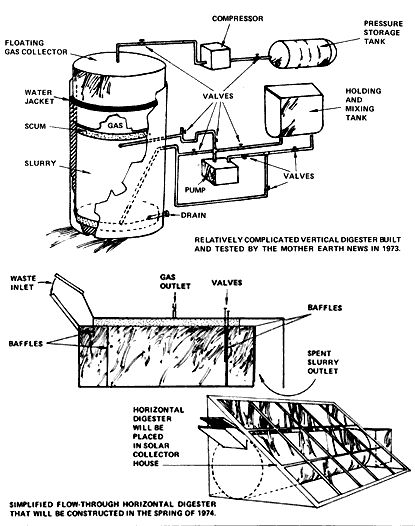 COMPRESSOR
PRESSURE
STORAGE
TANK
FLOATING
GAS COLLECTOR
WATER
JACKET
VALVES
HOLDING
AND
MIXING
TANK
SCUM
GAS
SLURRY
PUMP
VALVES
DRAIN
RELATIVELY COMPLICATED VERTICAL DIGESTER BUILT
AND TESTED BY THE MOTHER EARTH NEWS IN 1973.
WASTE
INLET
GAS
OUTLET
VALVES
BAFFLES
BAFFLES
SPENT
SLURRY
OUTLET
HORIZONTAL
DIGESTER
WILL BE
PLACED
IN SOLAR
COLLECTOR
HOUSE
SIMPLIFIED FLOW-THROUGH HORIZONTAL DIGESTER
THAT WILL BE CONSTRUCTED IN THE SPRING OF 1974.